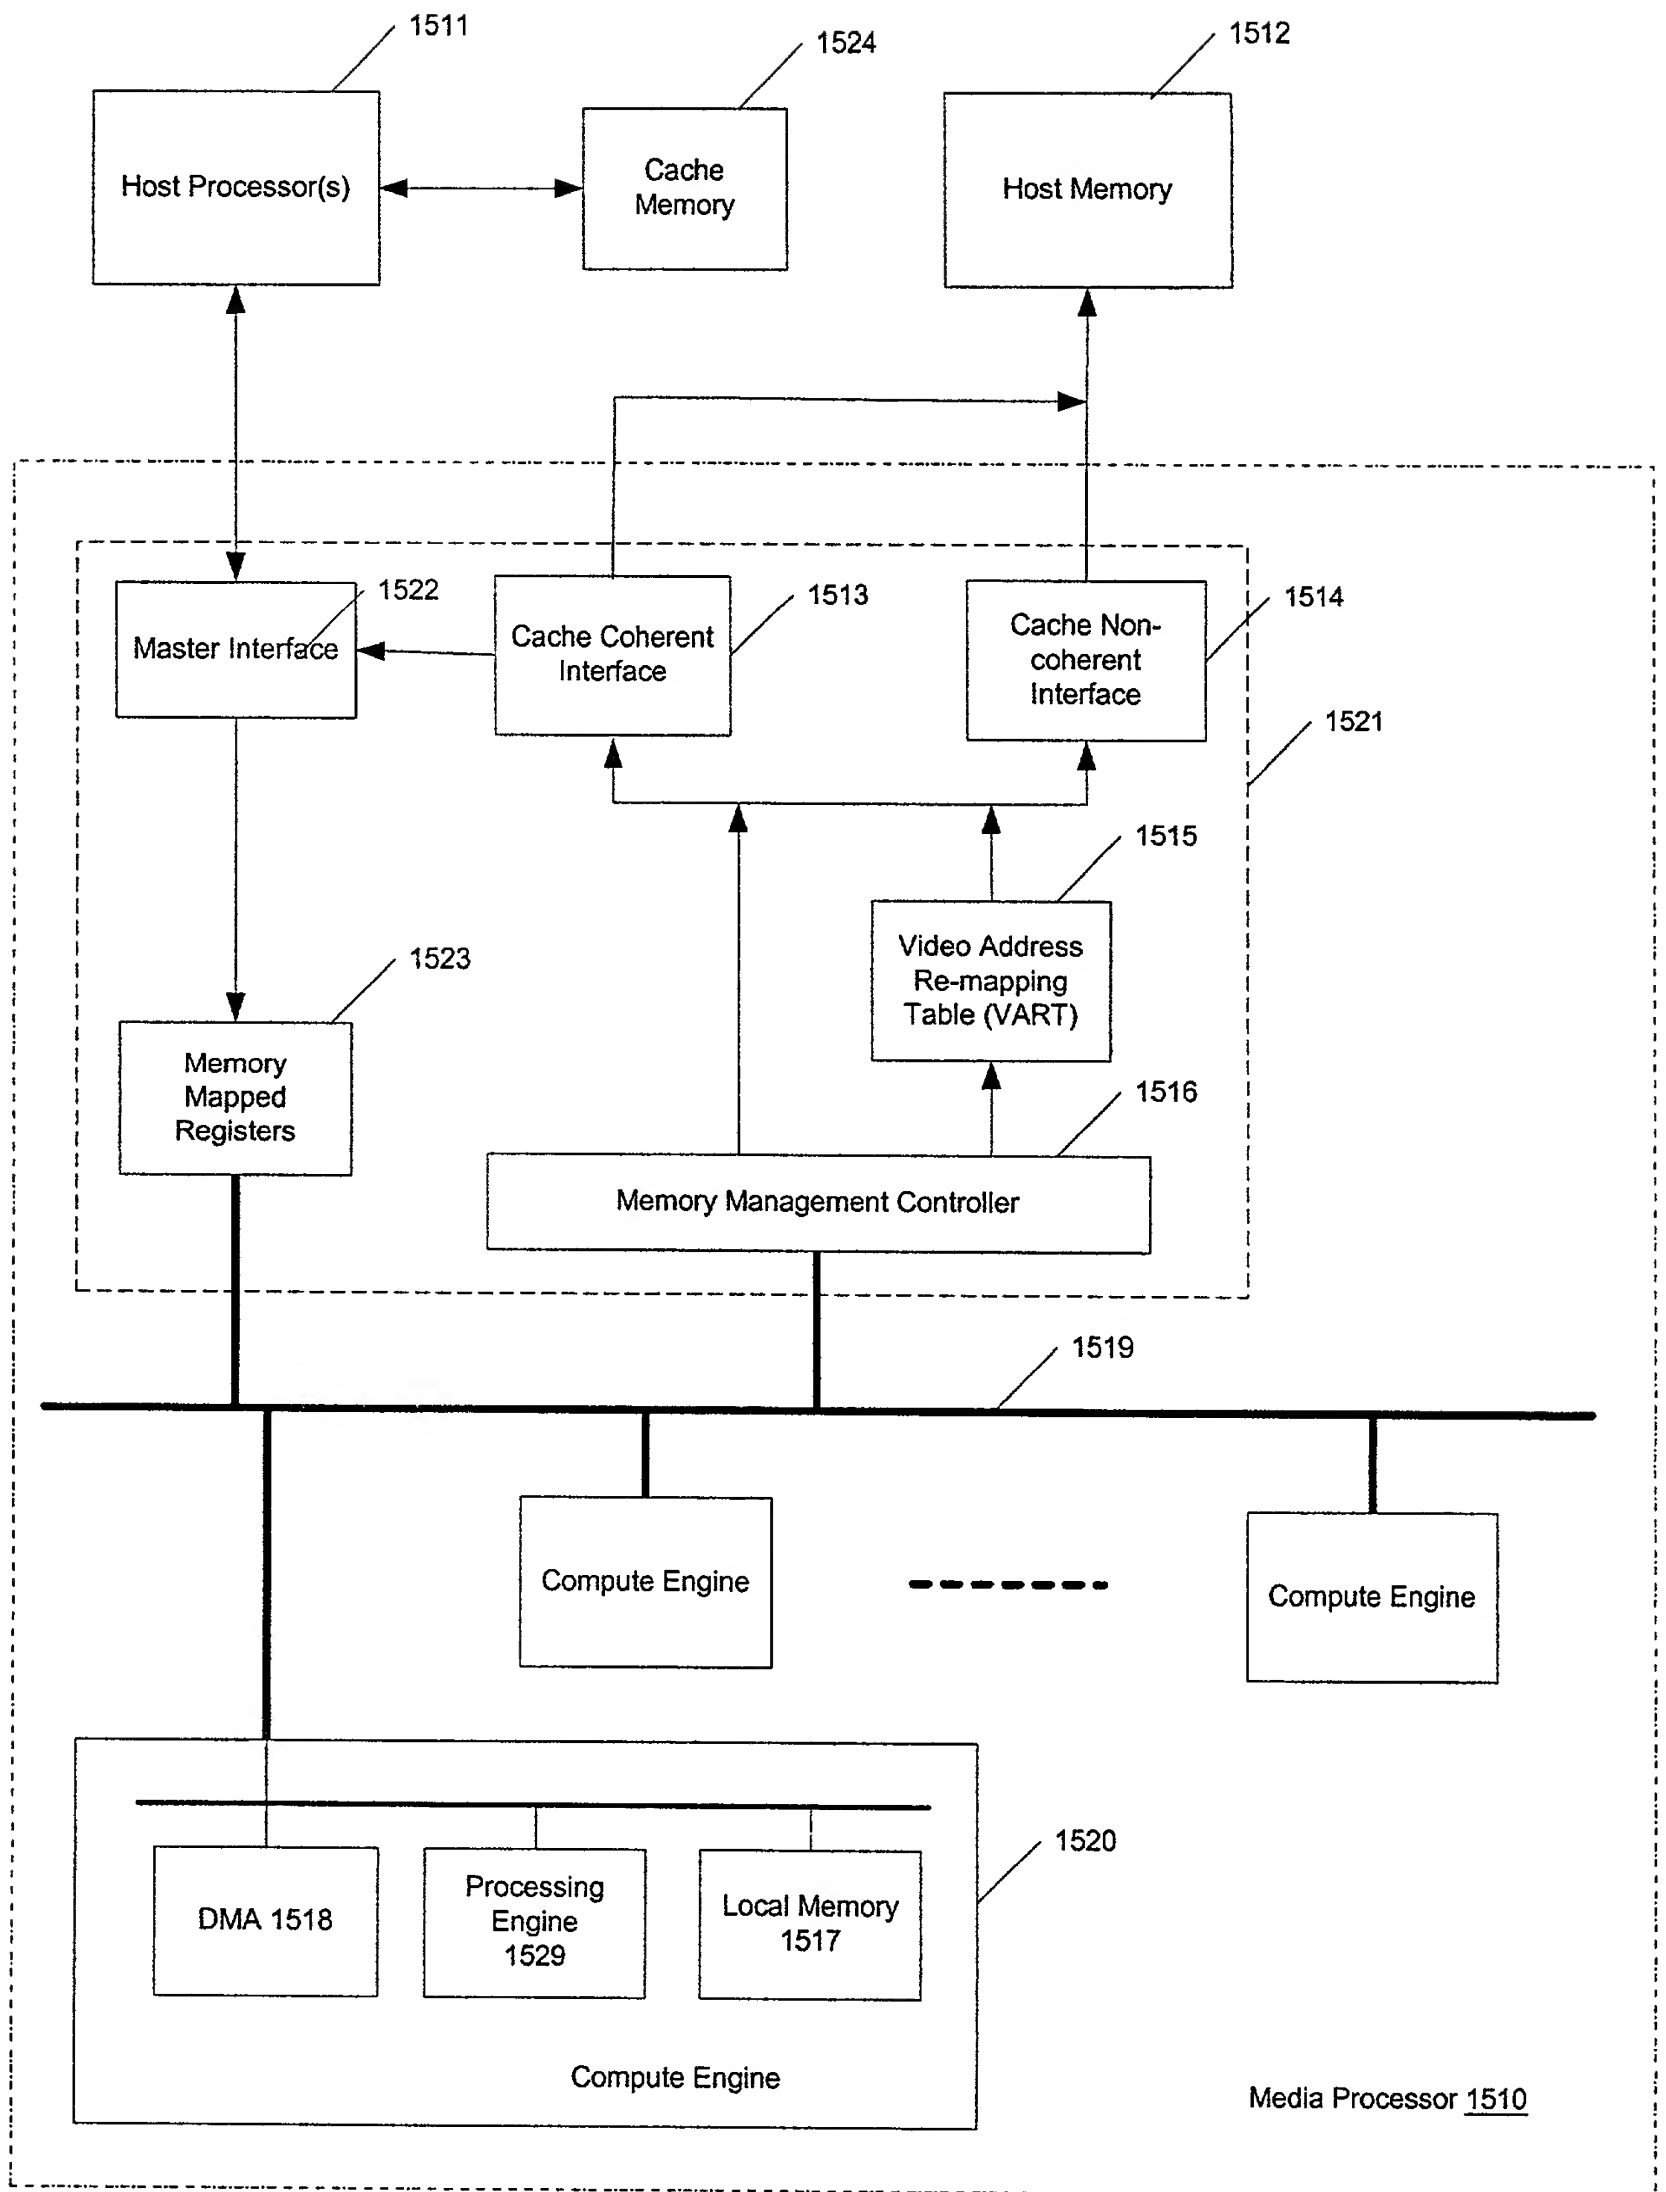 1511
1524
1512
Host Processor(s)
Cache
Memory
Host Memory
1522
1513
1514
Master Interface
Cache Coherent
Interface
Cache Non-
coherent
Interface
1521
1515
Video Address
Re-mapping
Table (VART)
1523
Memory
Mapped
Registers
1516
Memory Management Controller
1519
Compute Engine
Compute Engine
1520
DMA 1518
Processing
Engine
1529
Local Memory
1517
Compute Engine
Media Processor 1510